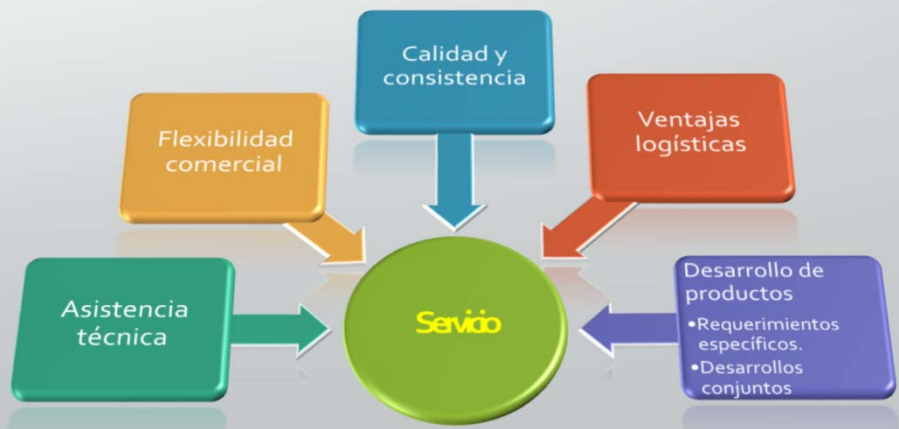 Calidad y
consistencia
Flexibilidad
comercial
Ventajas
logísticas
Asistencia
técnica
Servicio
Desarrollo de
productos
•Requerimientos
específicos.
•Desarrollos
conjuntos